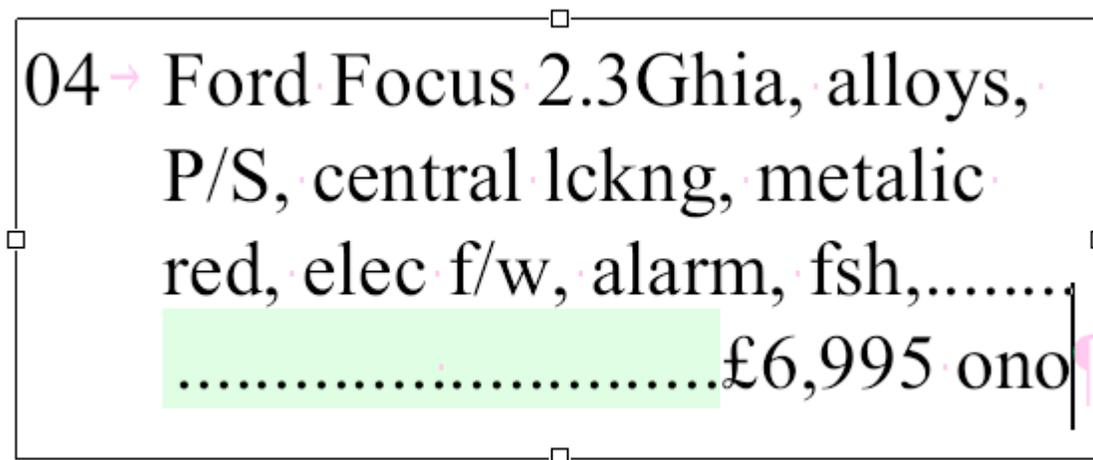 04 Ford Focus 2.3Ghia, alloys,
P/S, central lckng, metalic
red, elec f/w, alarm, fsh,........
............................£6,995 ono